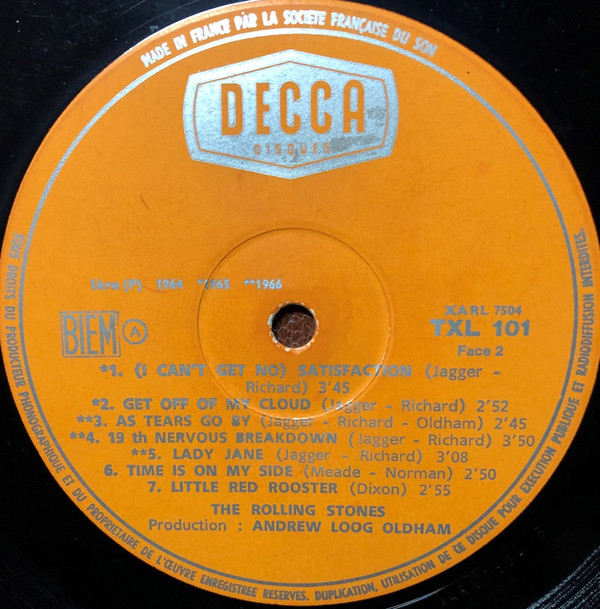 MADE IN FRANCE PAR LA SOCIETE FRANÇAISE DU SON
DECCA
DISQUES
(P) 1964 *1965 **1966
BIEM A
XARL 7504
TXL 101
Face 2
*1. (I CAN'T GET NO) SATISFACTION (Jagger -
Richard) 3'45
*2. GET OFF OF MY CLOUD (Jagger - Richard) 2'52
**3. AS TEARS GO BY (Jagger - Richard - Oldham) 2'45
**4. 19 th NERVOUS BREAKDOWN (Jagger - Richard) 3'50
**5. LADY JANE (Jagger - Richard) 3'08
6. TIME IS ON MY SIDE (Meade - Norman) 2'50
7. LITTLE RED ROOSTER (Dixon) 2'55
THE ROLLING STONES
Production : ANDREW LOOG OLDHAM
TOUS DROITS DU PRODUCTEUR PHONOGRAPHIQUE ET DU PROPRIETAIRE DE L'ŒUVRE ENREGISTREE RESERVES. DUPLICATION, UTILISATION DE CE DISQUE POUR EXECUTION PUBLIQUE ET RADIODIFFUSION INTERDITES.